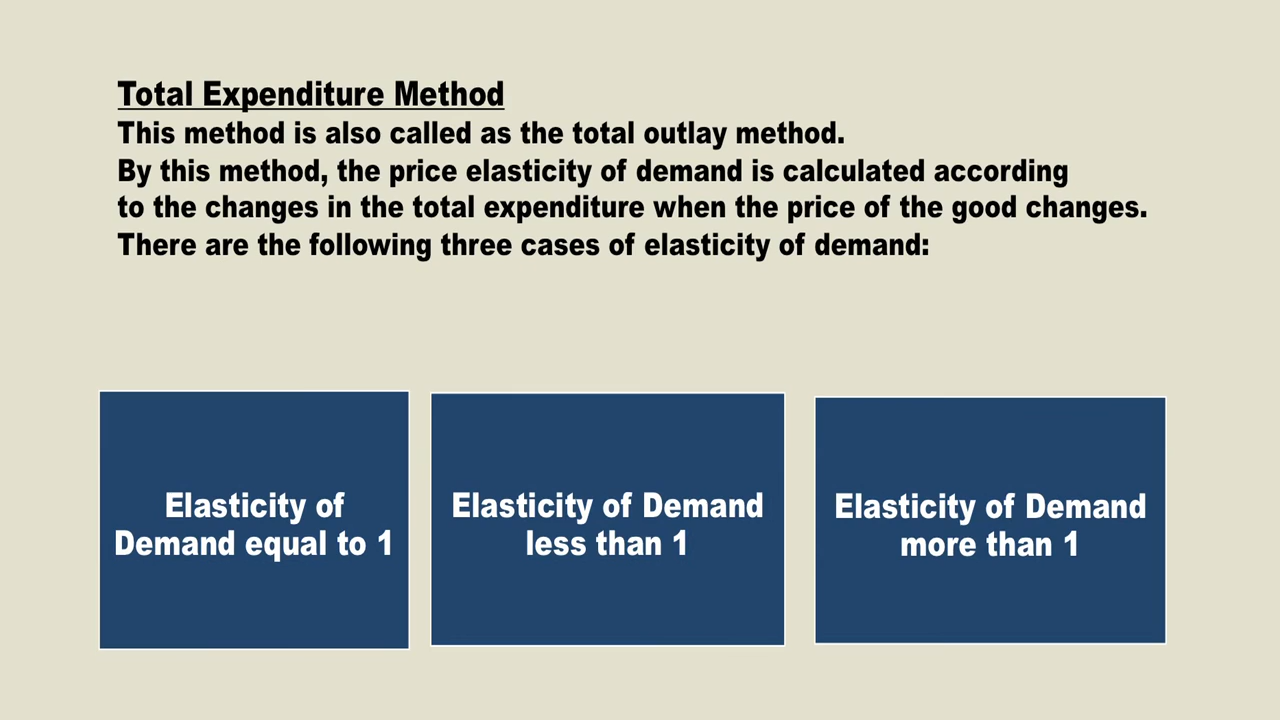 Total Expenditure Method
This method is also called as the total outlay method.
By this method, the price elasticity of demand is calculated according
to the changes in the total expenditure when the price of the good changes.
There are the following three cases of elasticity of demand:
Elasticity of
Demand equal to 1
Elasticity of Demand
less than 1
Elasticity of Demand
more than 1